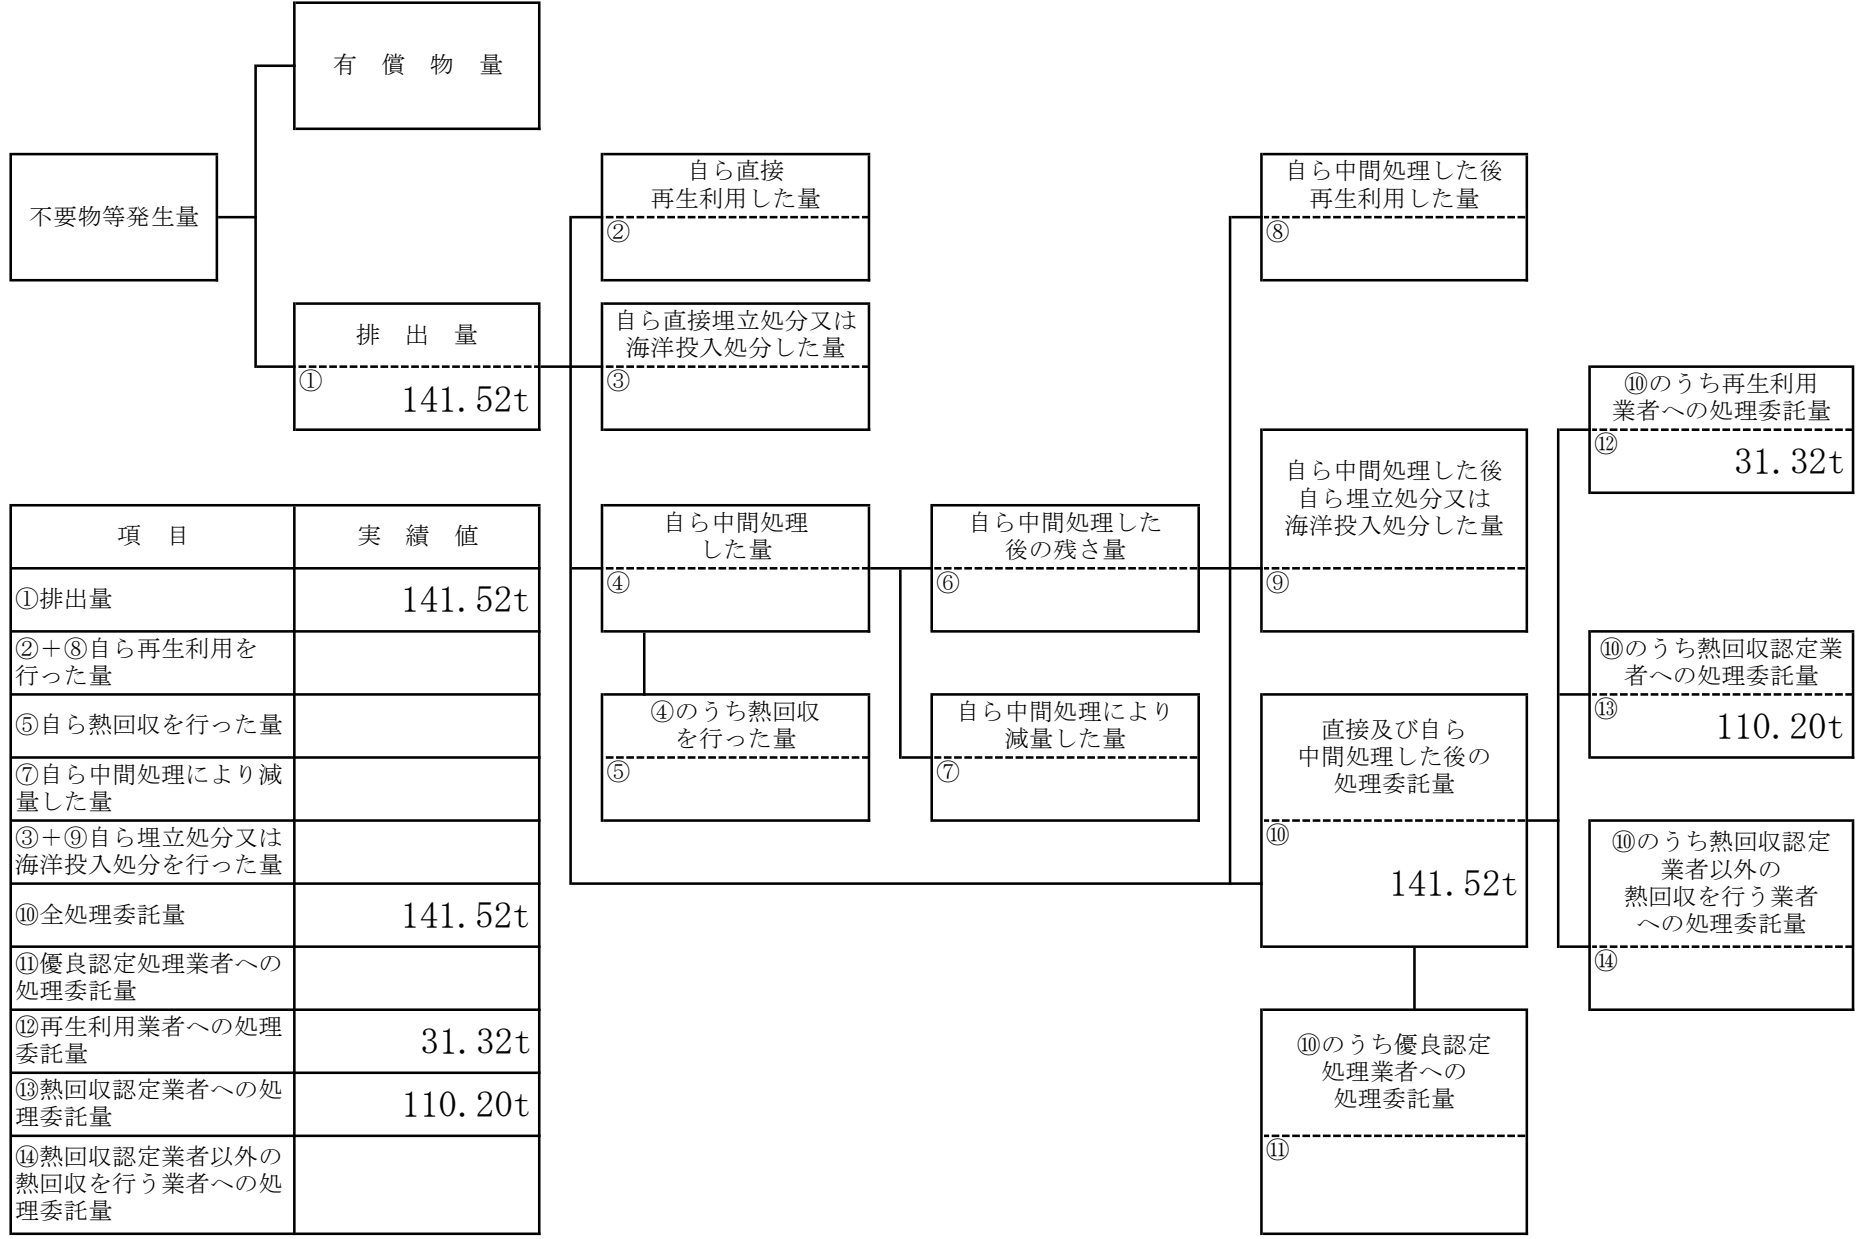 有 償 物 量
不要物等発生量
排 出 量
①
141.52t
自ら直接
再生利用した量
②
自ら直接埋立処分又は
海洋投入処分した量
③
自ら中間処理
した量
④
④のうち熱回収
を行った量
⑤
自ら中間処理した
後の残さ量
⑥
自ら中間処理により
減量した量
⑦
自ら中間処理した後
再生利用した量
⑧
自ら中間処理した後
自ら埋立処分又は
海洋投入処分した量
⑨
直接及び自ら
中間処理した後の
処理委託量
⑩
141.52t
⑩のうち優良認定
処理業者への
処理委託量
⑪
⑩のうち再生利用
業者への処理委託量
⑫
31.32t
⑩のうち熱回収認定業
者への処理委託量
⑬
110.20t
⑩のうち熱回収認定
業者以外の
熱回収を行う業者
への処理委託量
⑭
項 目
実 績 値
①排出量
141.52t
②+⑧自ら再生利用を
行った量
⑤自ら熱回収を行った量
⑦自ら中間処理により減
量した量
③+⑨自ら埋立処分又は
海洋投入処分を行った量
⑩全処理委託量
141.52t
⑪優良認定処理業者への
処理委託量
⑫再生利用業者への処理
委託量
31.32t
⑬熱回収認定業者への処
理委託量
110.20t
⑭熱回収認定業者以外の
熱回収を行う業者への処
理委託量